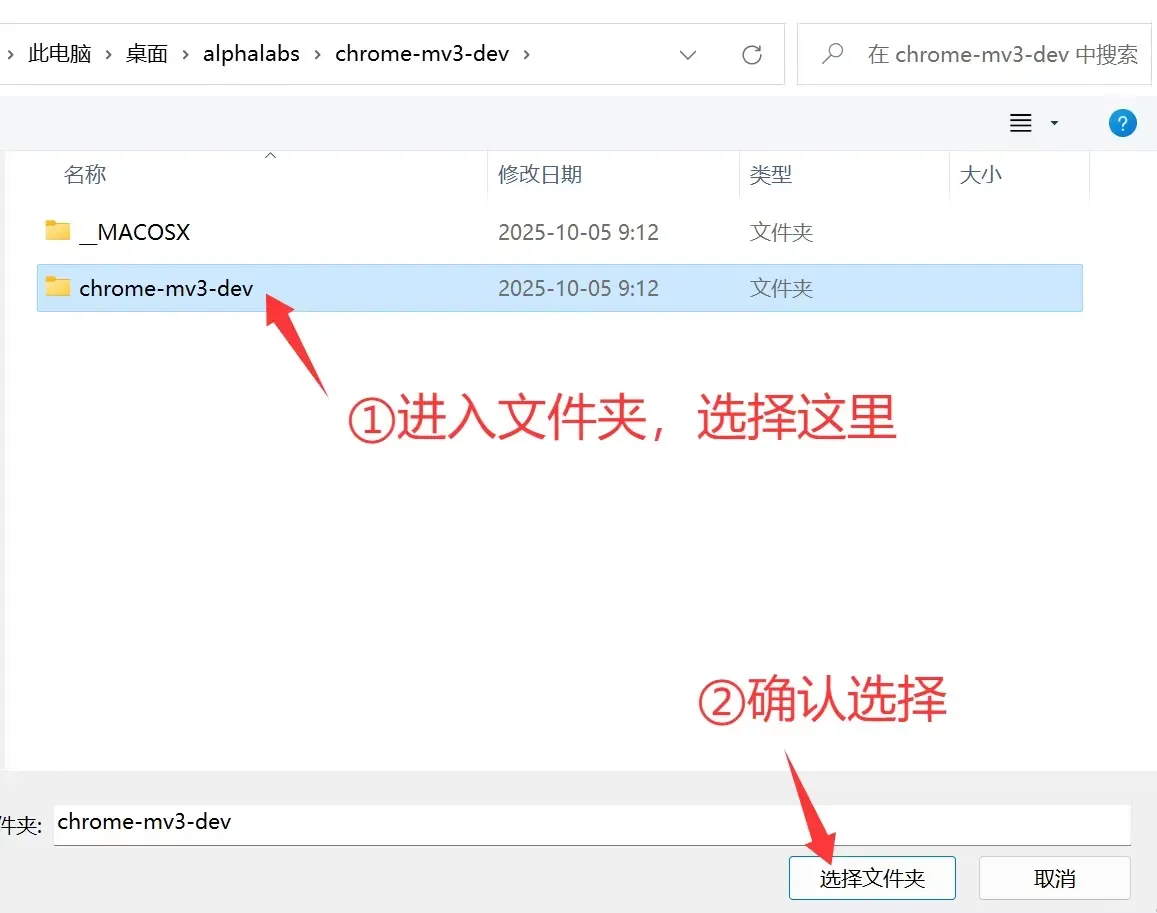 › 此电脑 › 桌面 › alphalabs › chrome-mv3-dev ›
在 chrome-mv3-dev 中搜索
?
名称 修改日期 类型 大小
__MACOSX 2025-10-05 9:12 文件夹
chrome-mv3-dev 2025-10-05 9:12 文件夹
①进入文件夹，选择这里
②确认选择
件夹: chrome-mv3-dev
选择文件夹 取消